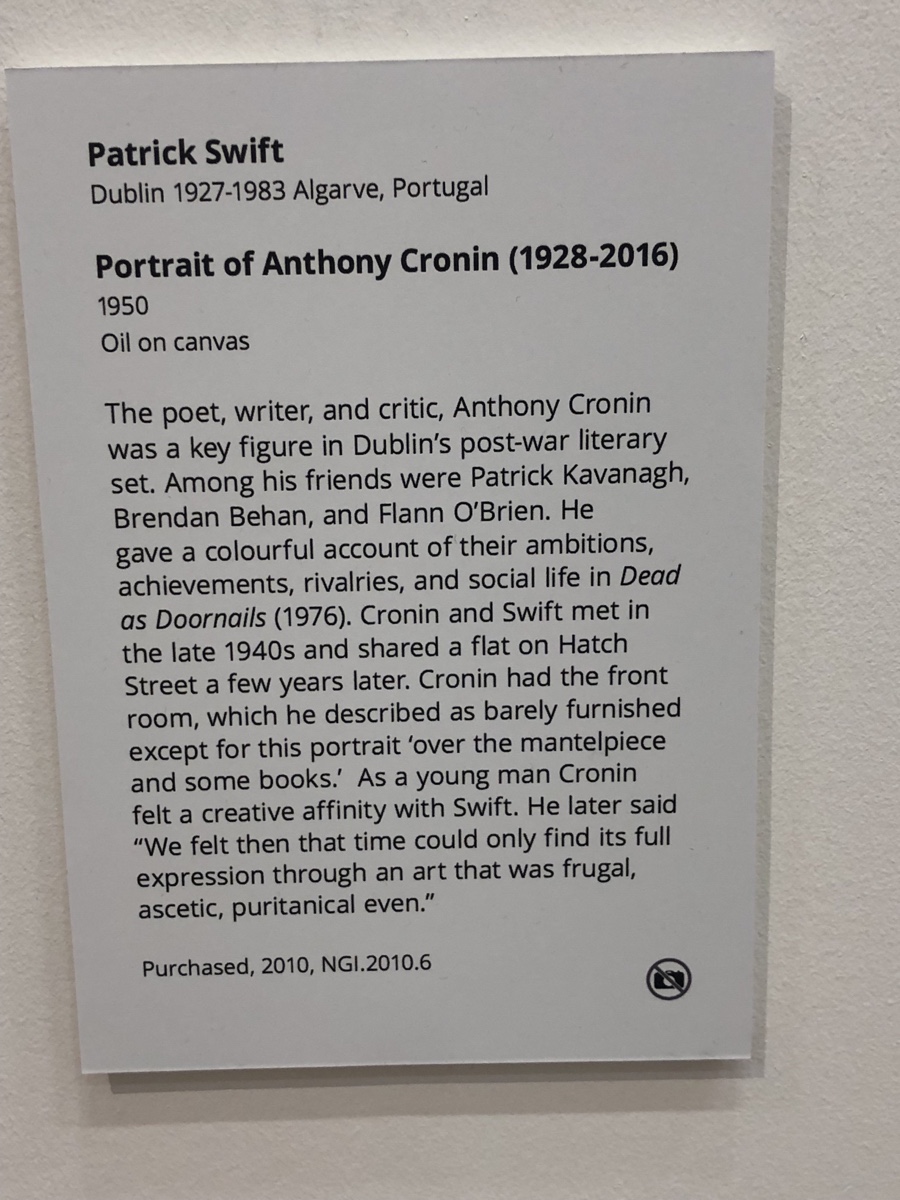 Patrick Swift
Dublin 1927-1983 Algarve, Portugal
Portrait of Anthony Cronin (1928-2016)
1950
Oil on canvas
The poet, writer, and critic, Anthony Cronin
was a key figure in Dublin’s post-war literary
set. Among his friends were Patrick Kavanagh,
Brendan Behan, and Flann O’Brien. He
gave a colourful account of their ambitions,
achievements, rivalries, and social life in Dead
as Doornails (1976). Cronin and Swift met in
the late 1940s and shared a flat on Hatch
Street a few years later. Cronin had the front
room, which he described as barely furnished
except for this portrait ‘over the mantelpiece
and some books.’  As a young man Cronin
felt a creative affinity with Swift. He later said
“We felt then that time could only find its full
expression through an art that was frugal,
ascetic, puritanical even.”
Purchased, 2010, NGI.2010.6